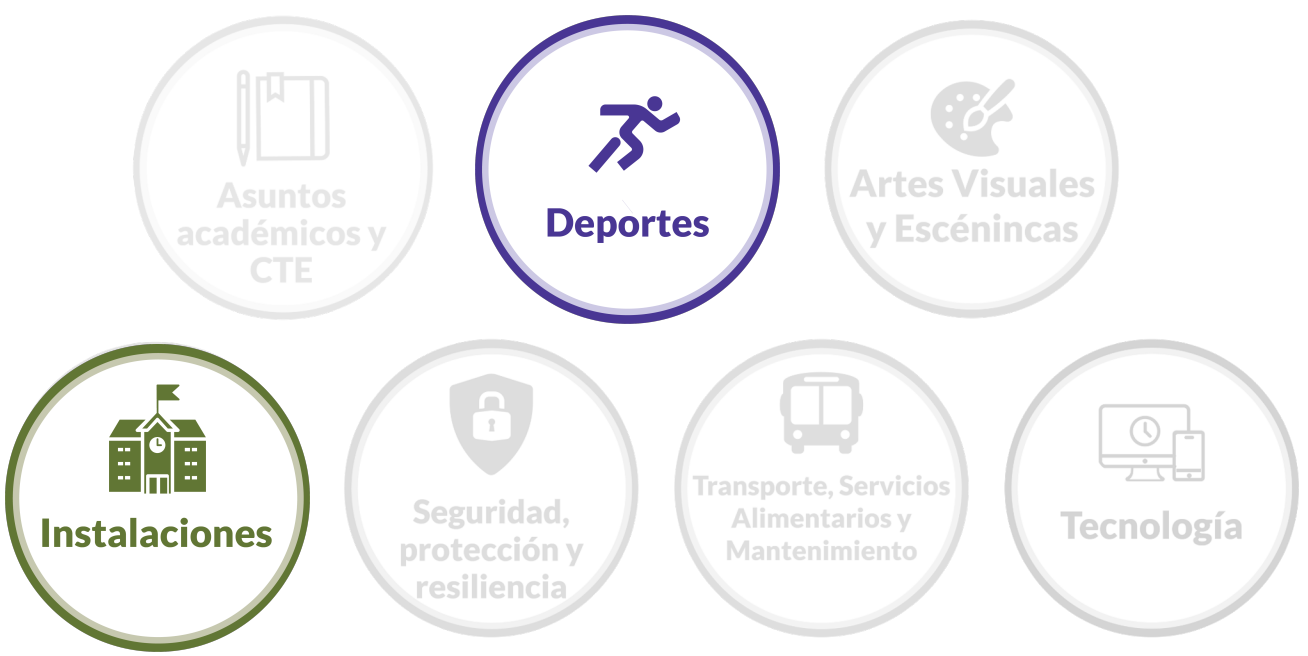 Asuntos
académicos y
CTE
Deportes
Artes Visuales
y Escénincas
Instalaciones
Seguridad,
protección y
resiliencia
Transporte, Servicios
Alimentarios y
Mantenimiento
Tecnología